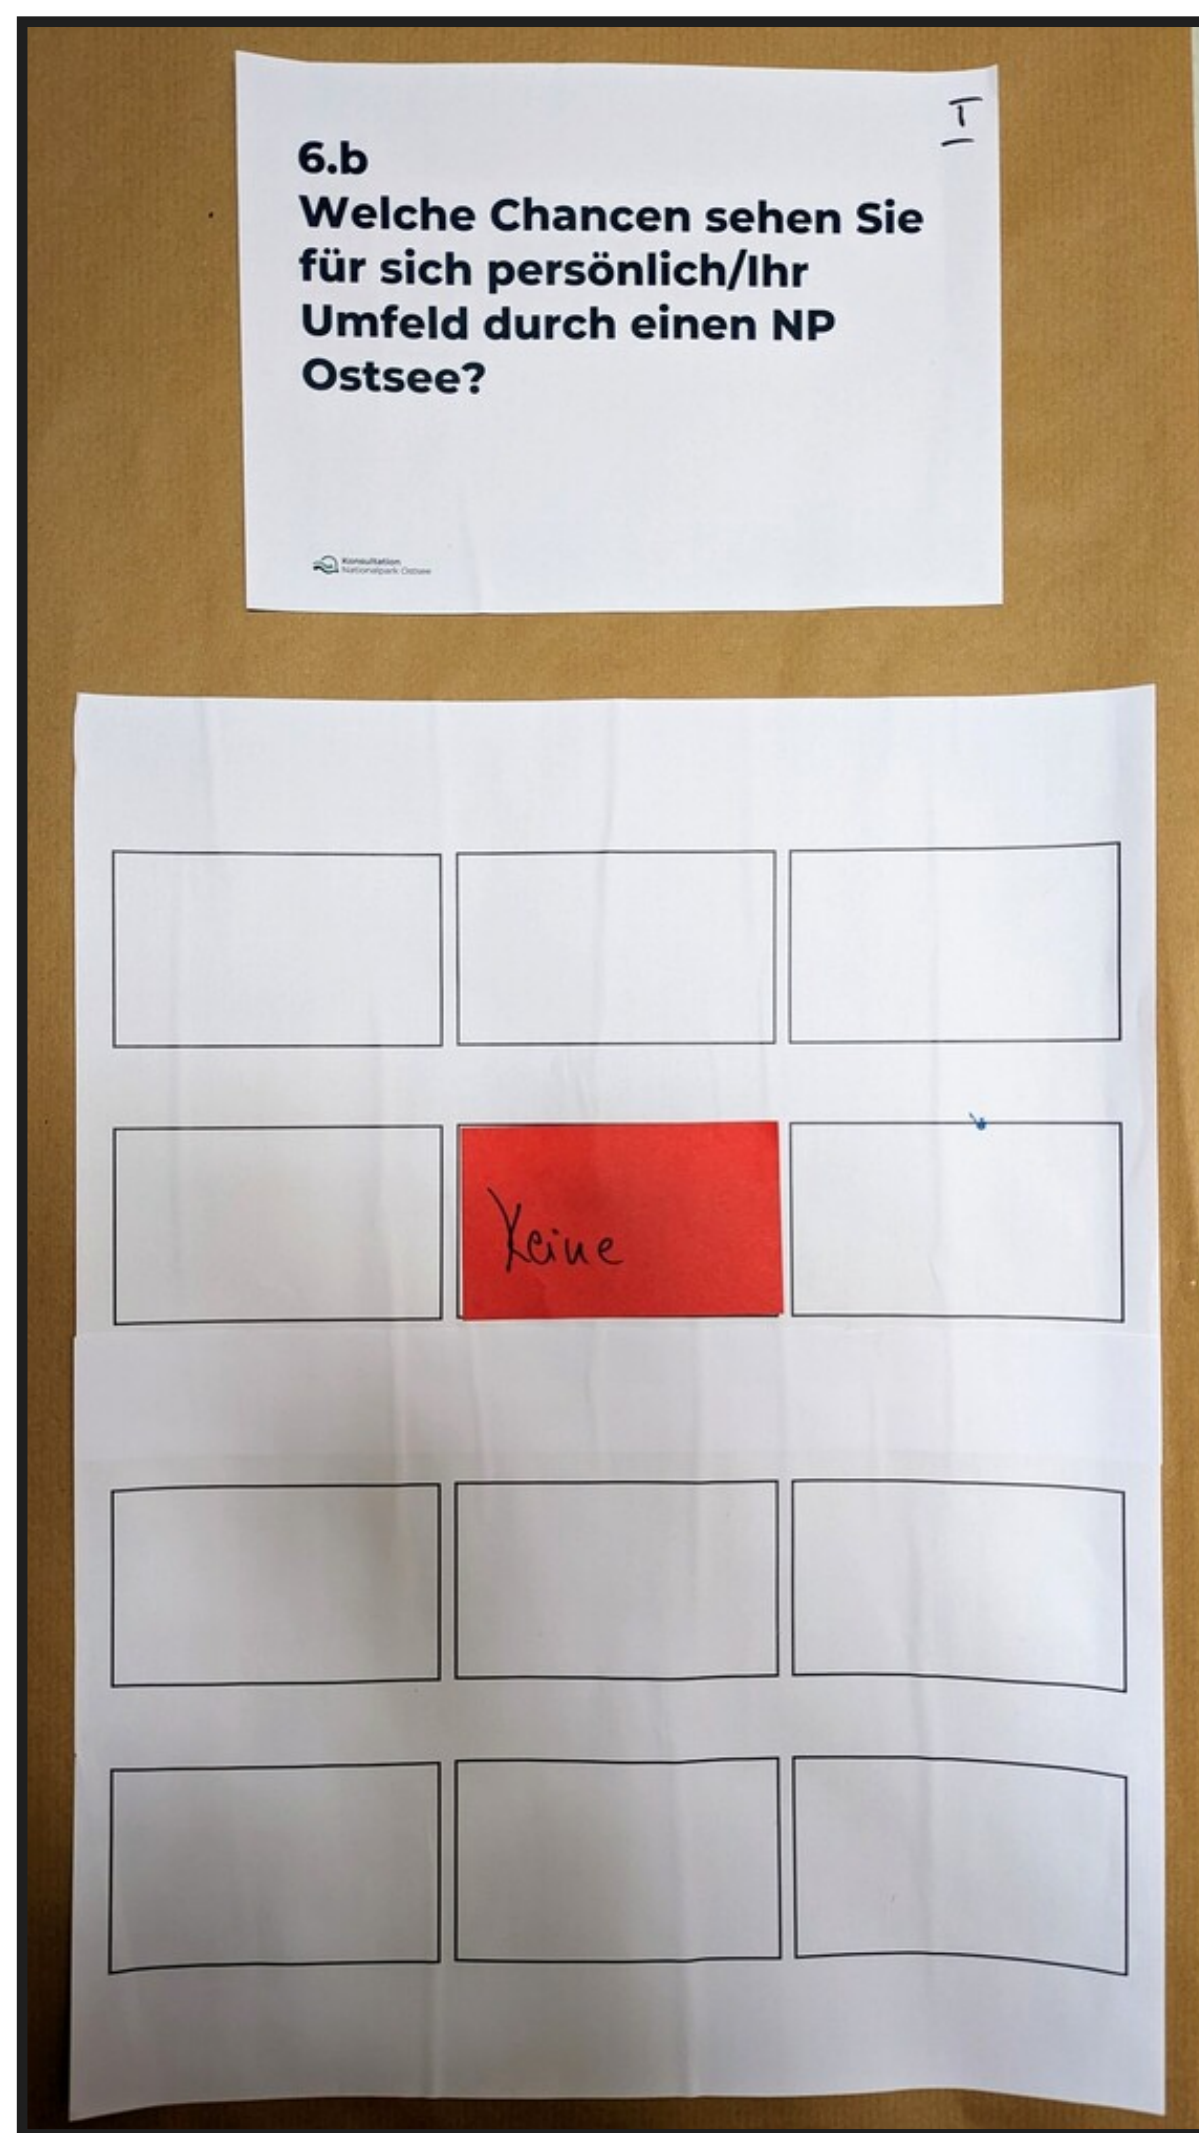 I
6.b
Welche Chancen sehen Sie
für sich persönlich/Ihr
Umfeld durch einen NP
Ostsee?
Konsultation
Nationalpark Ostsee
Keine